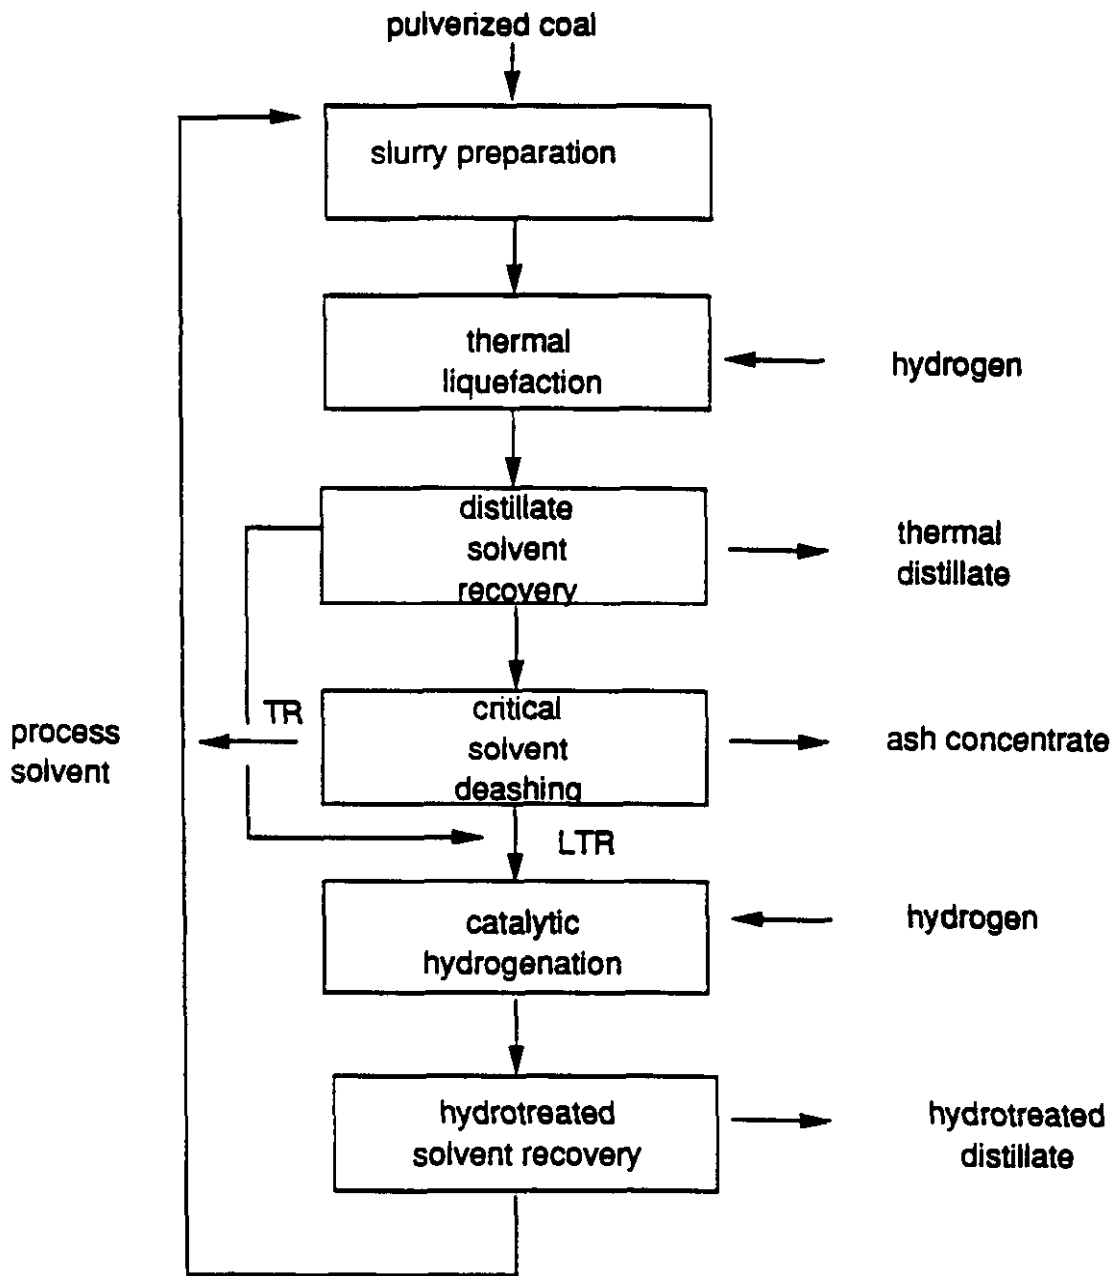 pulverized coal
slurry preparation
thermal
liquefaction
hydrogen
distillate
solvent
recovery
thermal
distillate
TR
process
solvent
critical
solvent
deashing
ash concentrate
LTR
catalytic
hydrogenation
hydrogen
hydrotreated
solvent recovery
hydrotreated
distillate